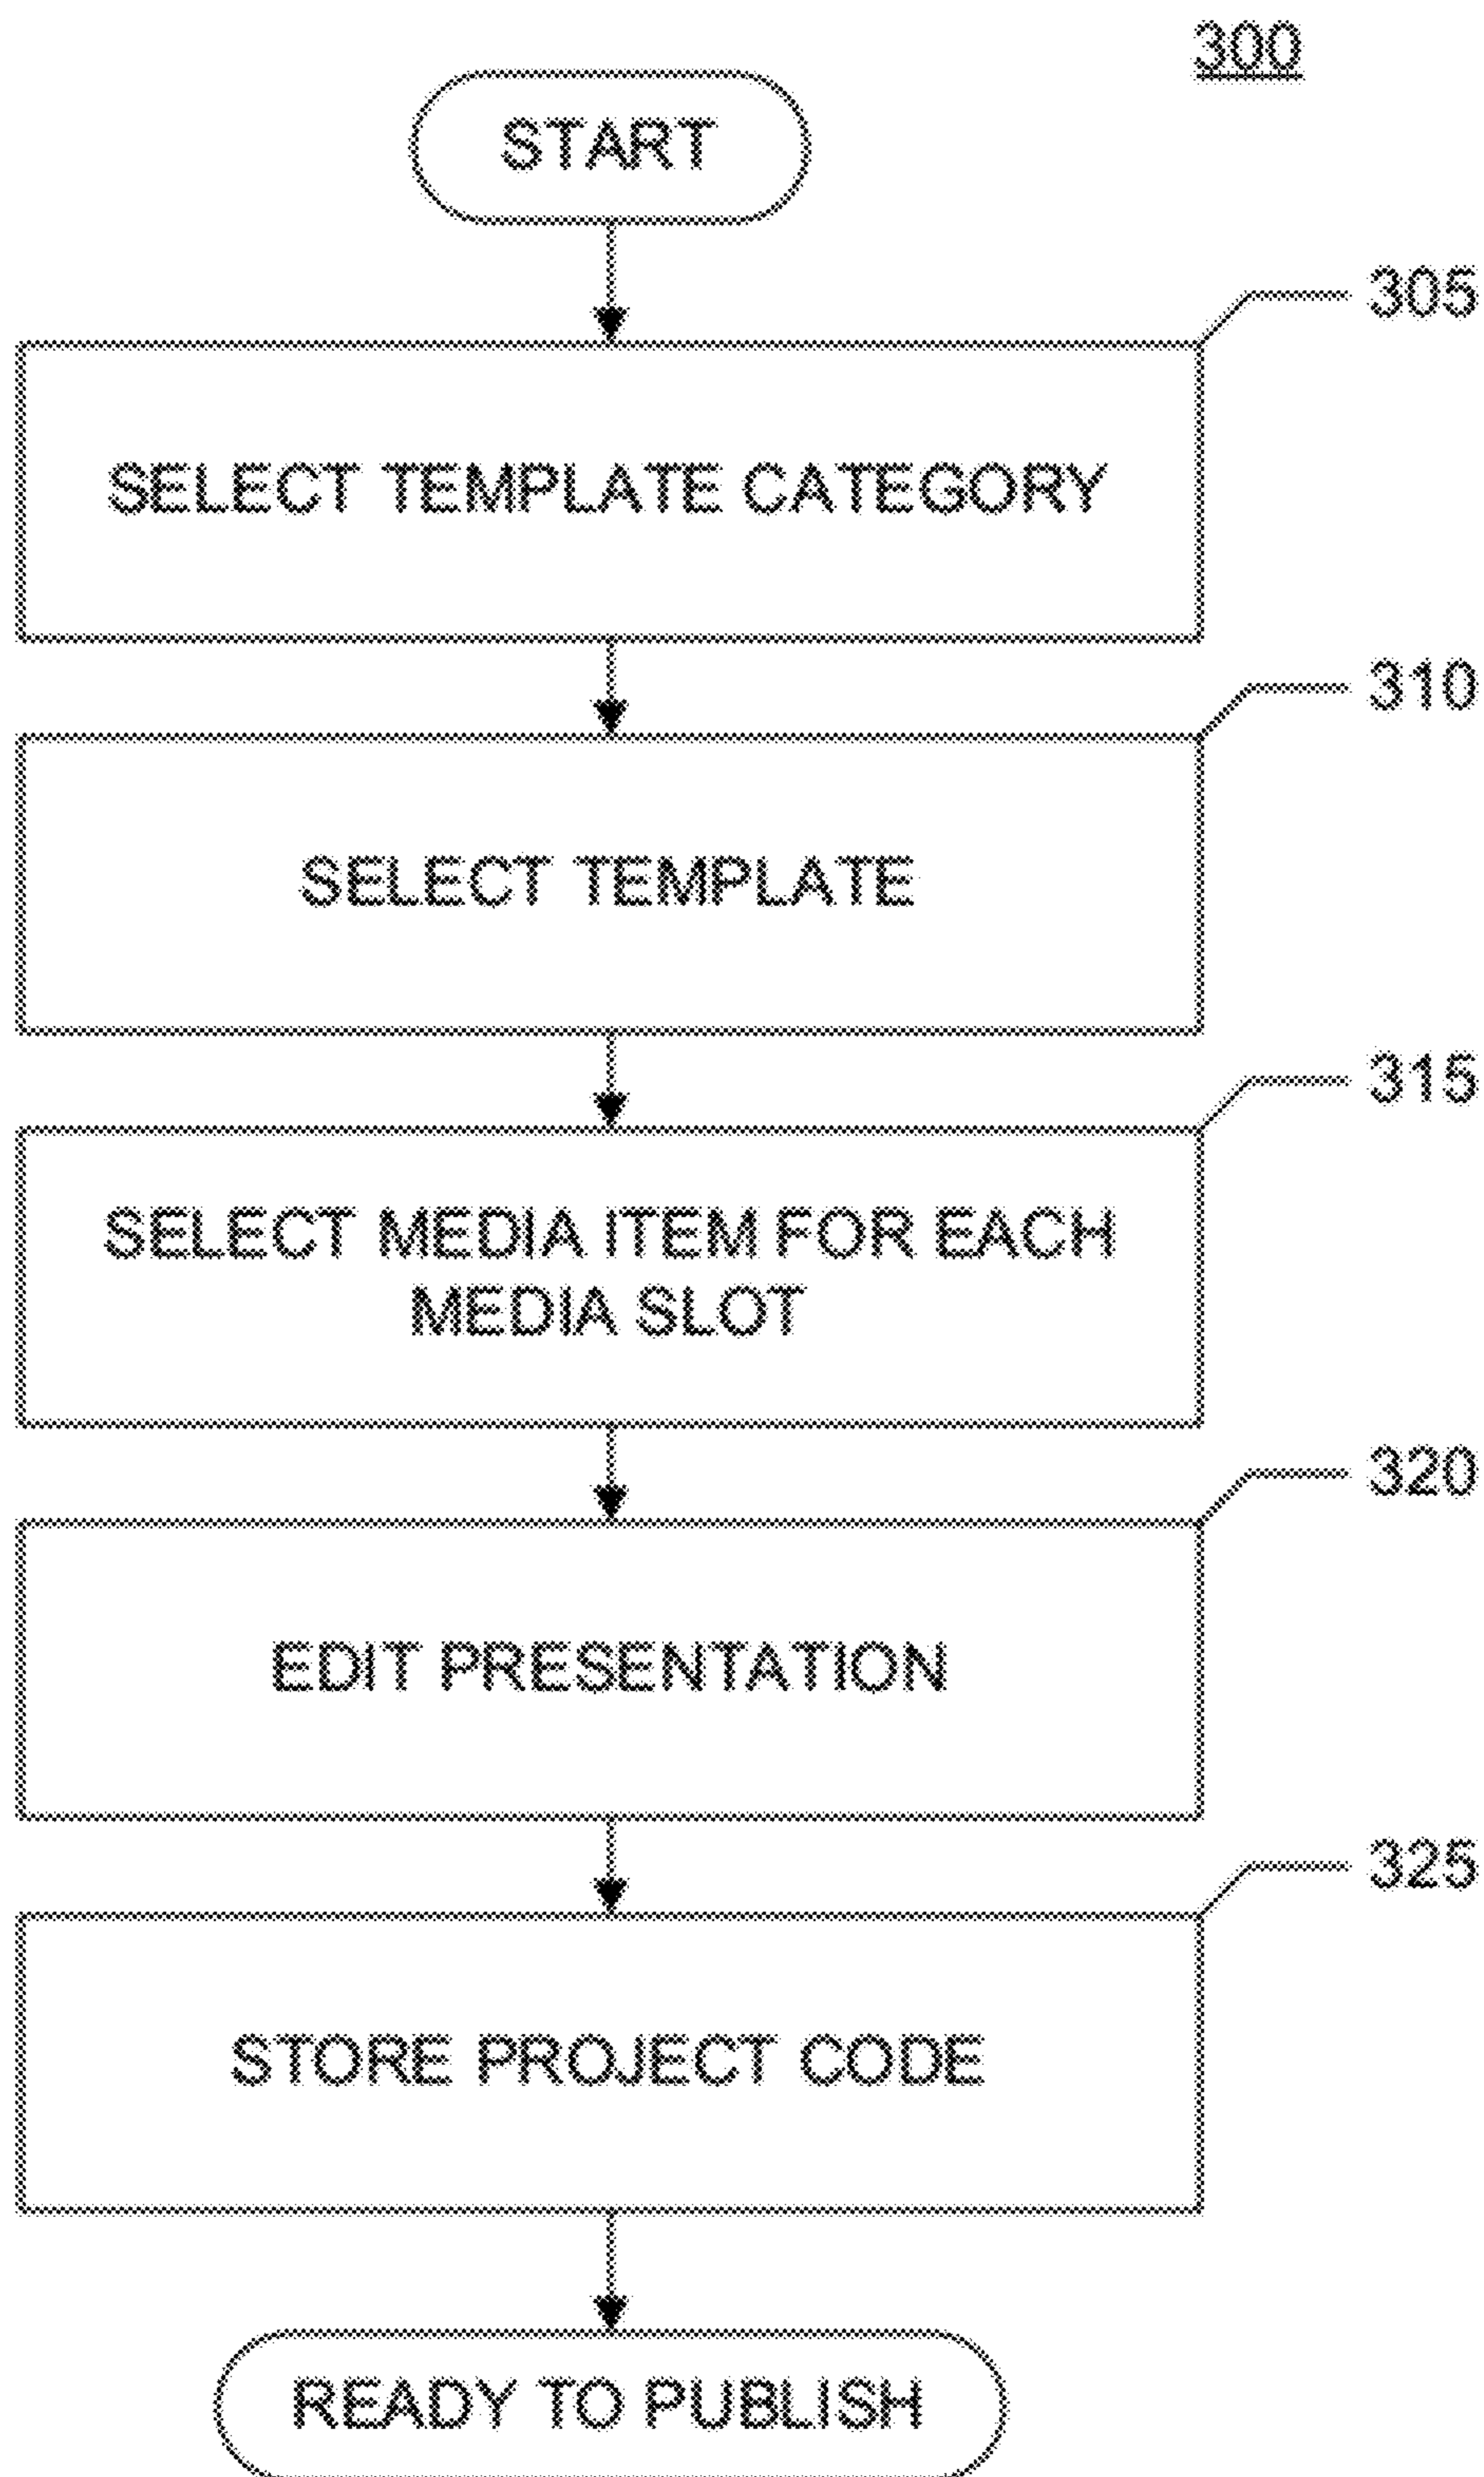 300
START
305
SELECT TEMPLATE CATEGORY
310
SELECT TEMPLATE
315
SELECT MEDIA ITEM FOR EACH
MEDIA SLOT
320
EDIT PRESENTATION
325
STORE PROJECT CODE
READY TO PUBLISH